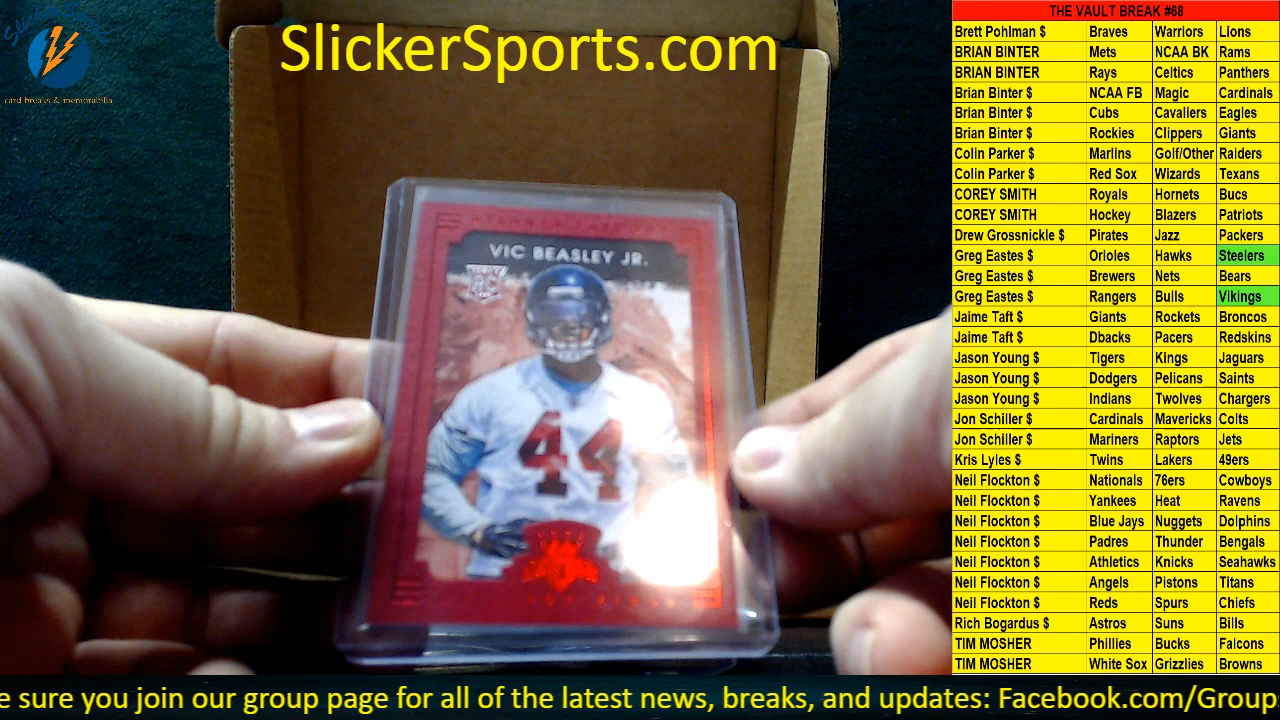 SlickerSports.com
card breaks & memorabilia
VIC BEASLEY JR.
RC
44
THE VAULT BREAK #68
Brett Pohlman $ Braves Warriors Lions
BRIAN BINTER Mets NCAA BK Rams
BRIAN BINTER Rays Celtics Panthers
Brian Binter $ NCAA FB Magic Cardinals
Brian Binter $ Cubs Cavaliers Eagles
Brian Binter $ Rockies Clippers Giants
Colin Parker $ Marlins Golf/Other Raiders
Colin Parker $ Red Sox Wizards Texans
COREY SMITH Royals Hornets Bucs
COREY SMITH Hockey Blazers Patriots
Drew Grossnickle $ Pirates Jazz Packers
Greg Eastes $ Orioles Hawks Steelers
Greg Eastes $ Brewers Nets Bears
Greg Eastes $ Rangers Bulls Vikings
Jaime Taft $ Giants Rockets Broncos
Jaime Taft $ Dbacks Pacers Redskins
Jason Young $ Tigers Kings Jaguars
Jason Young $ Dodgers Pelicans Saints
Jason Young $ Indians Twolves Chargers
Jon Schiller $ Cardinals Mavericks Colts
Jon Schiller $ Mariners Raptors Jets
Kris Lyles $ Twins Lakers 49ers
Neil Flockton $ Nationals 76ers Cowboys
Neil Flockton $ Yankees Heat Ravens
Neil Flockton $ Blue Jays Nuggets Dolphins
Neil Flockton $ Padres Thunder Bengals
Neil Flockton $ Athletics Knicks Seahawks
Neil Flockton $ Angels Pistons Titans
Neil Flockton $ Reds Spurs Chiefs
Rich Bogardus $ Astros Suns Bills
TIM MOSHER Phillies Bucks Falcons
TIM MOSHER White Sox Grizzlies Browns
e sure you join our group page for all of the latest news, breaks, and updates: Facebook.com/Group